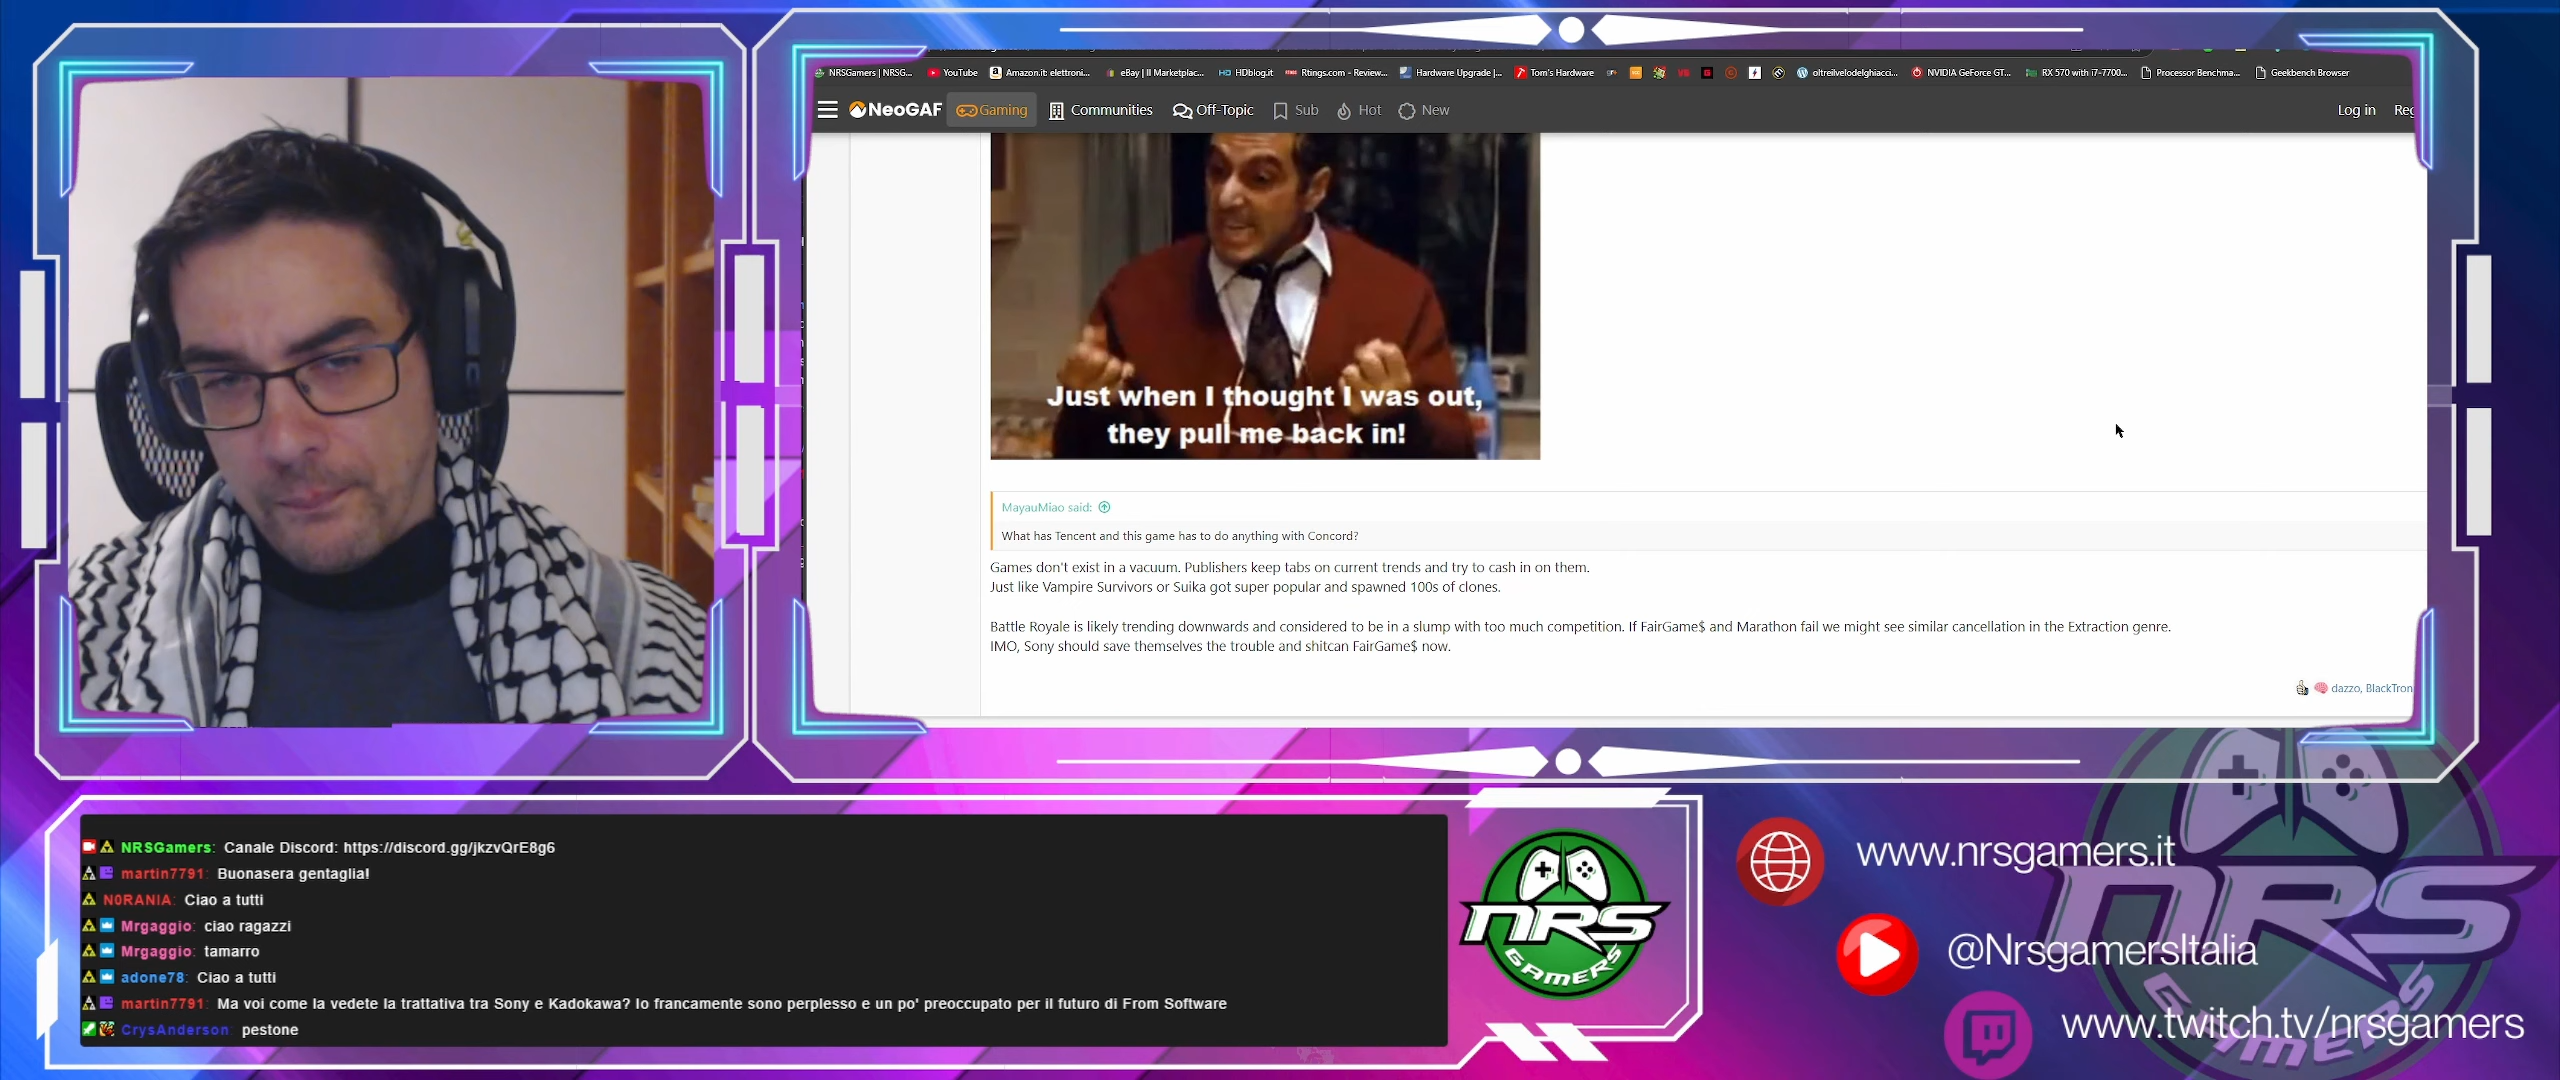 NRSGamers | NRSG...
YouTube
Amazon.it: elettroni...
eBay | Il Marketplac...
HDblog.it
Rtings.com - Review...
Hardware Upgrade |...
Tom's Hardware
oltreilvelodelghiacci...
NVIDIA GeForce GT...
RX 570 with i7-7700...
Processor Benchma...
Geekbench Browser
NeoGAF
Gaming
Communities
Off-Topic
Sub
Hot
New
Log in
Reg
Just when I thought I was out,
they pull me back in!
MayauMiao said:
What has Tencent and this game has to do anything with Concord?
Games don't exist in a vacuum. Publishers keep tabs on current trends and try to cash in on them.
Just like Vampire Survivors or Suika got super popular and spawned 100s of clones.
Battle Royale is likely trending downwards and considered to be in a slump with too much competition. If FairGame$ and Marathon fail we might see similar cancellation in the Extraction genre.
IMO, Sony should save themselves the trouble and shitcan FairGame$ now.
dazzo, BlackTron
NRSGamers: Canale Discord: https://discord.gg/jkzvQrE8g6
martin7791: Buonasera gentaglia!
N0RANIA: Ciao a tutti
Mrgaggio: ciao ragazzi
Mrgaggio: tamarro
adone78: Ciao a tutti
martin7791: Ma voi come la vedete la trattativa tra Sony e Kadokawa? Io francamente sono perplesso e un po' preoccupato per il futuro di From Software
CrysAnderson: pestone
NRS
GAMERS
www.nrsgamers.it
@NrsgamersItalia
www.twitch.tv/nrsgamers
NRS
GAMERS